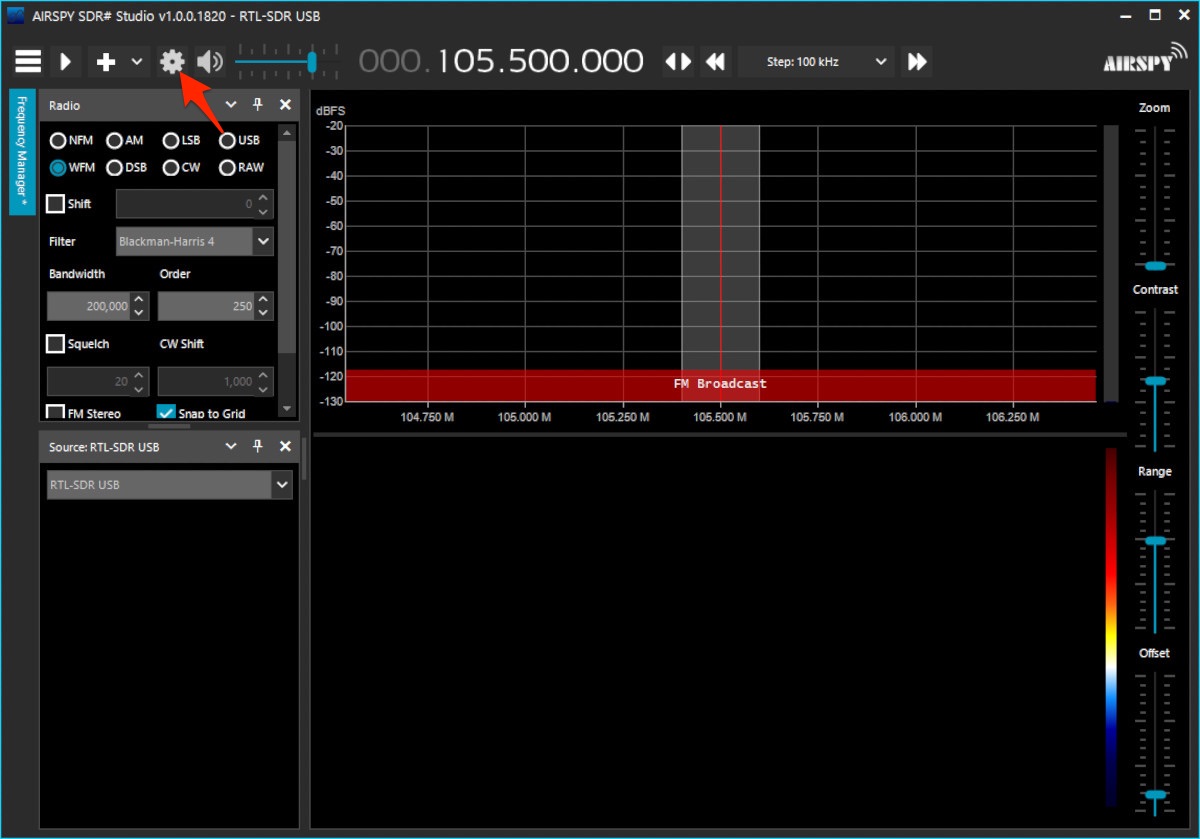 AIRSPY SDR# Studio v1.0.0.1820 - RTL-SDR USB
000.105.500.000
Step: 100 kHz
AIRSPY
Frequency Manager *
Radio
NFM AM LSB USB
WFM DSB CW RAW
Shift 0
Filter Blackman-Harris 4
Bandwidth Order
200,000 250
Squelch CW Shift
20 1,000
FM Stereo Snap to Grid
Source: RTL-SDR USB
RTL-SDR USB
dBFS
-20
-30
-40
-50
-60
-70
-80
-90
-100
-110
-120
-130
FM Broadcast
104.750 M 105.000 M 105.250 M 105.500 M 105.750 M 106.000 M 106.250 M
Zoom
Contrast
Range
Offset